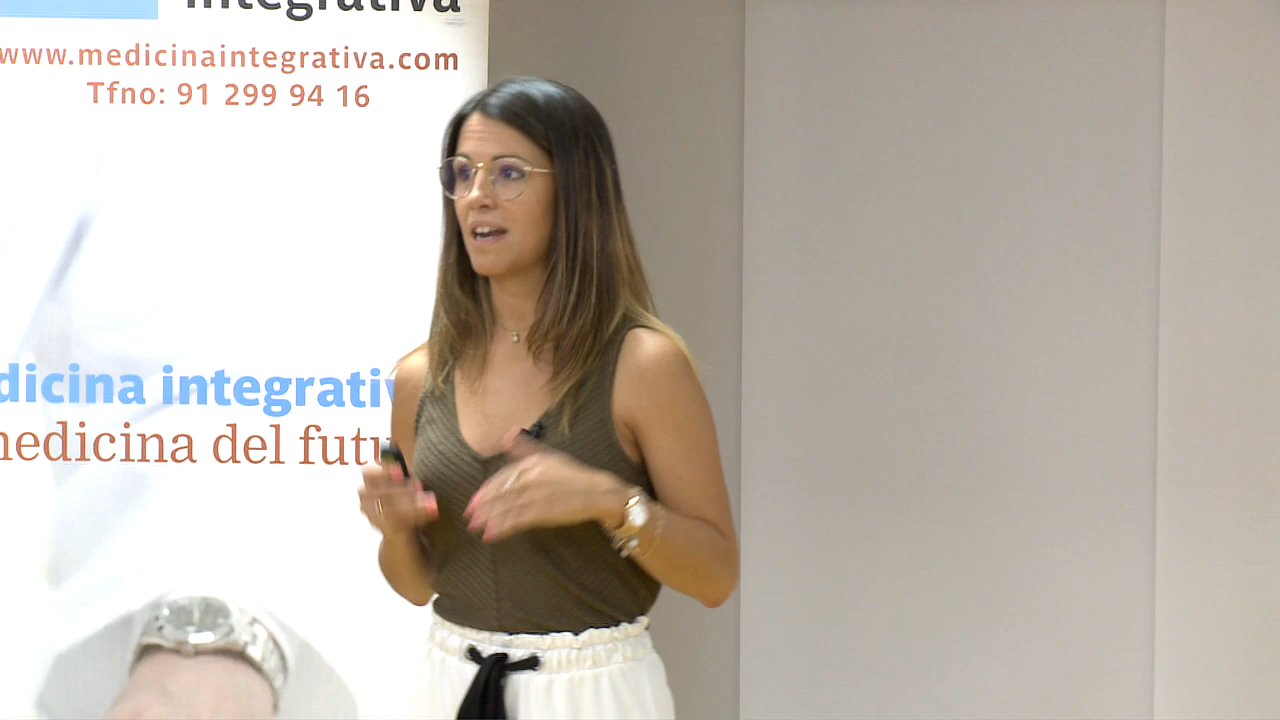 integrativa
www.medicinaintegrativa.com
Tfno: 91 299 94 16
dicina integrativ
medicina del futu